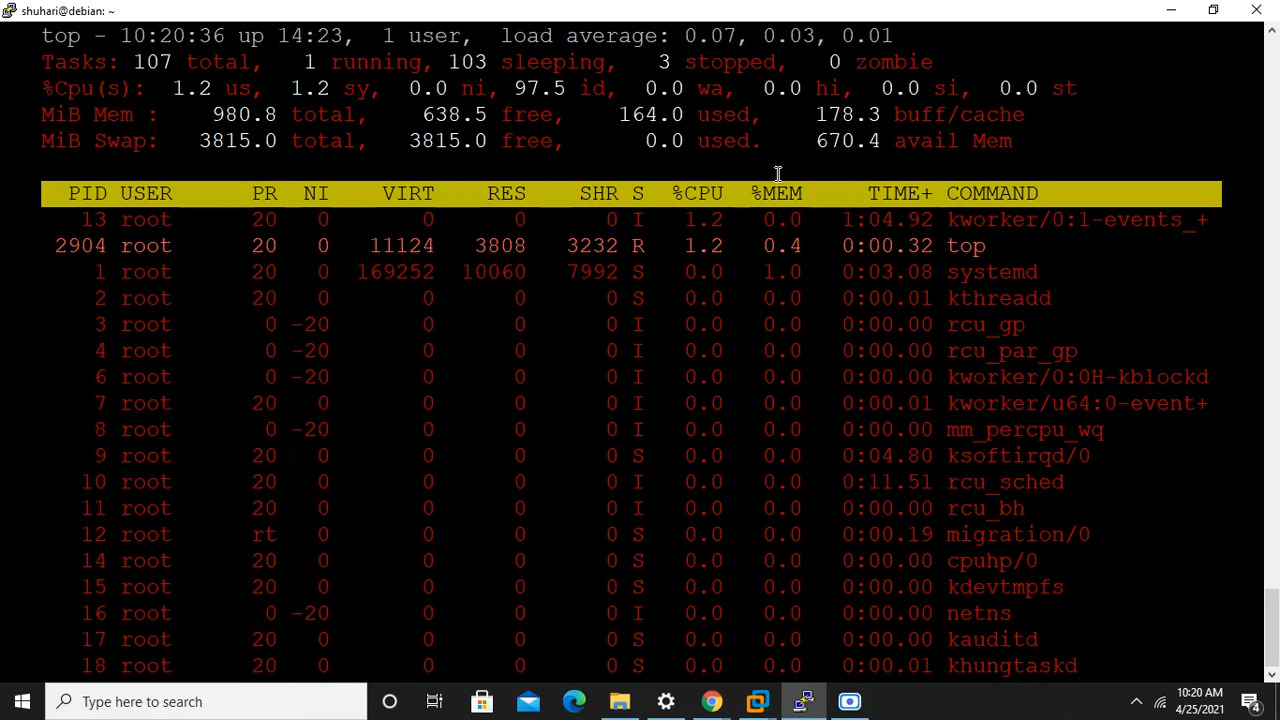 shuhari@debian: ~
top - 10:20:36 up 14:23,  1 user,  load average: 0.07, 0.03, 0.01
Tasks: 107 total,   1 running, 103 sleeping,   3 stopped,   0 zombie
%Cpu(s):  1.2 us,  1.2 sy,  0.0 ni, 97.5 id,  0.0 wa,  0.0 hi,  0.0 si,  0.0 st
MiB Mem :    980.8 total,    638.5 free,    164.0 used,    178.3 buff/cache
MiB Swap:   3815.0 total,   3815.0 free,      0.0 used.    670.4 avail Mem
PID USER      PR  NI    VIRT    RES    SHR S  %CPU  %MEM     TIME+ COMMAND
13 root      20   0       0      0      0 I   1.2   0.0   1:04.92 kworker/0:1-events_+
2904 root      20   0   11124   3808   3232 R   1.2   0.4   0:00.32 top
1 root      20   0  169252  10060   7992 S   0.0   1.0   0:03.08 systemd
2 root      20   0       0      0      0 S   0.0   0.0   0:00.01 kthreadd
3 root       0 -20       0      0      0 I   0.0   0.0   0:00.00 rcu_gp
4 root       0 -20       0      0      0 I   0.0   0.0   0:00.00 rcu_par_gp
6 root       0 -20       0      0      0 I   0.0   0.0   0:00.00 kworker/0:0H-kblockd
7 root      20   0       0      0      0 I   0.0   0.0   0:00.01 kworker/u64:0-event+
8 root       0 -20       0      0      0 I   0.0   0.0   0:00.00 mm_percpu_wq
9 root      20   0       0      0      0 S   0.0   0.0   0:04.80 ksoftirqd/0
10 root      20   0       0      0      0 I   0.0   0.0   0:11.51 rcu_sched
11 root      20   0       0      0      0 I   0.0   0.0   0:00.00 rcu_bh
12 root      rt   0       0      0      0 S   0.0   0.0   0:00.19 migration/0
14 root      20   0       0      0      0 S   0.0   0.0   0:00.00 cpuhp/0
15 root      20   0       0      0      0 S   0.0   0.0   0:00.00 kdevtmpfs
16 root       0 -20       0      0      0 I   0.0   0.0   0:00.00 netns
17 root      20   0       0      0      0 S   0.0   0.0   0:00.00 kauditd
18 root      20   0       0      0      0 S   0.0   0.0   0:00.01 khungtaskd
Type here to search
10:20 AM
4/25/2021
4